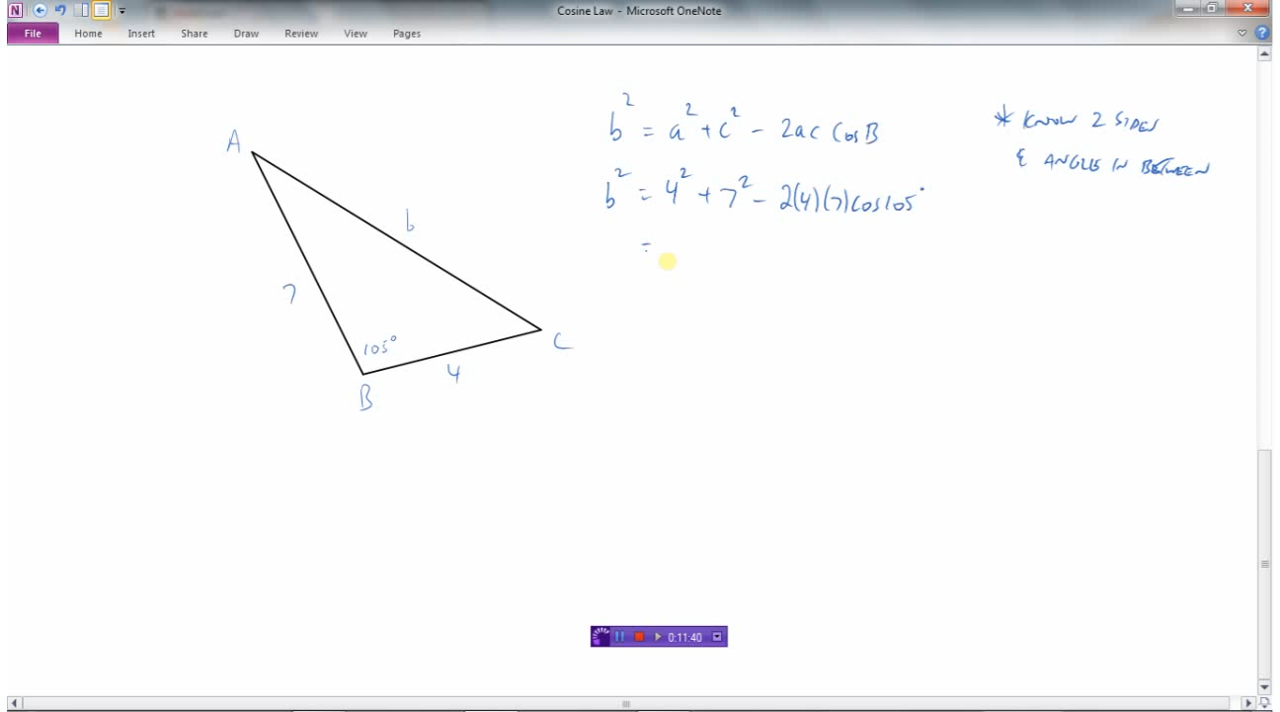 Cosine Law - Microsoft OneNote
File Home Insert Share Draw Review View Pages
b² = a² + c² - 2ac CosB
* KNOW 2 SIDES
& ANGLE IN BETWEEN
b² = 4² + 7² - 2(4)(7)cos105°
=
A
b
7
105°
C
4
B
0:11:40